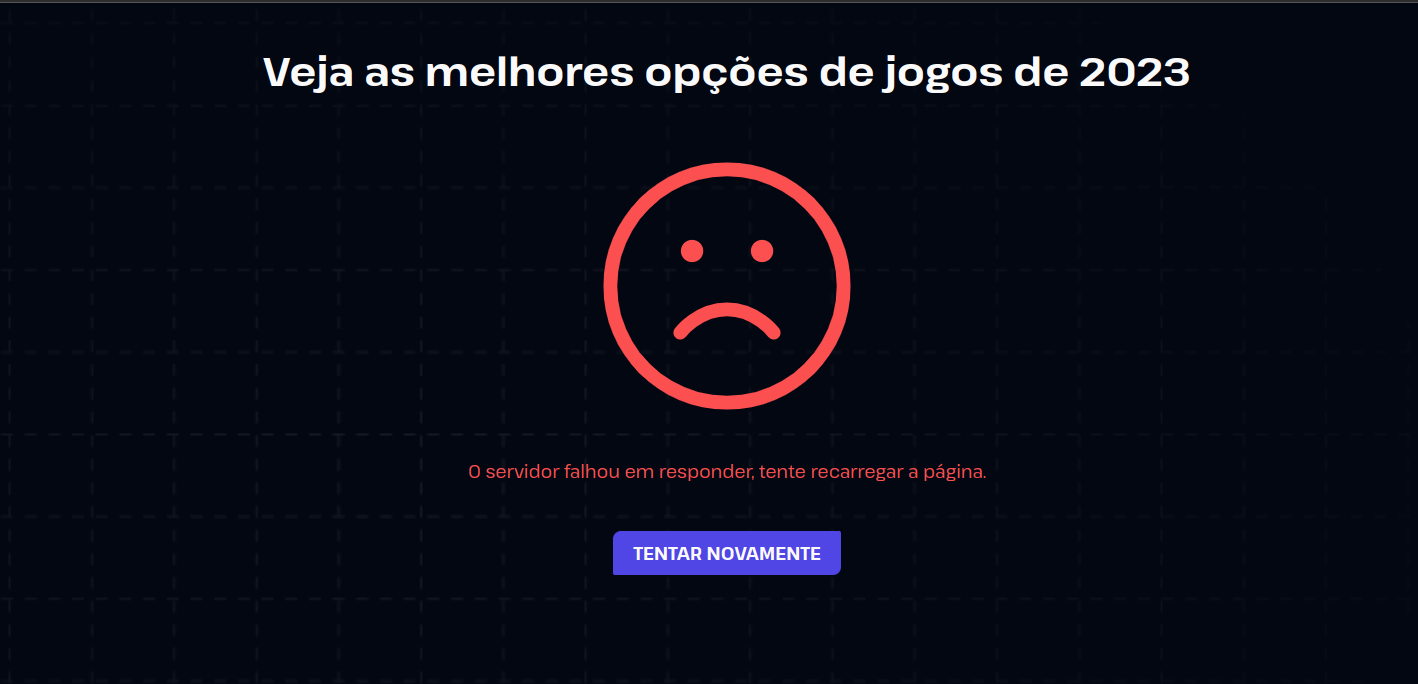 Veja as melhores opções de jogos de 2023
O servidor falhou em responder, tente recarregar a página.
TENTAR NOVAMENTE